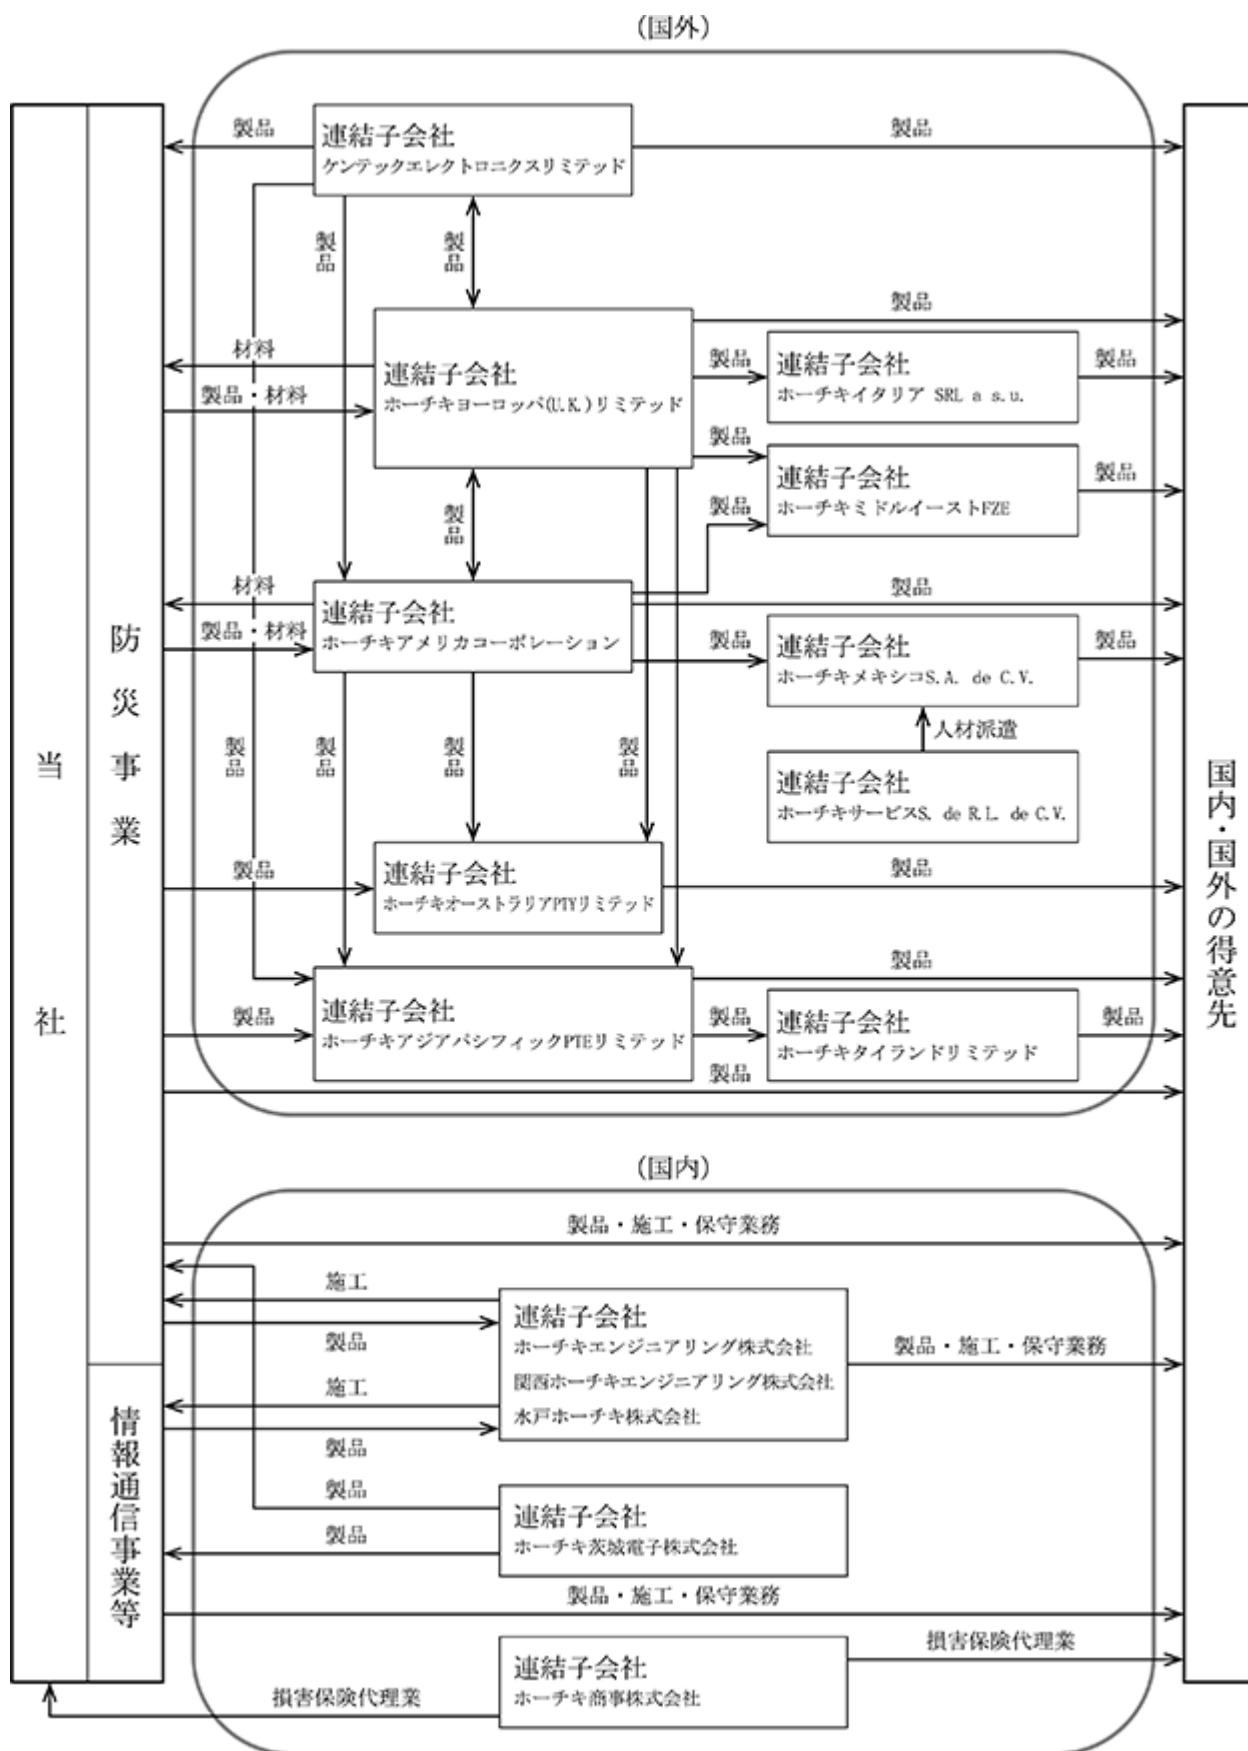 (国外)
製品
連結子会社
ケンテックエレクトロニクスリミテッド
製品
製品
製品
製品
材料
製品・材料
連結子会社
ホーチキヨーロッパ(U.K.)リミテッド
製品
連結子会社
ホーチキイタリア SRL a s.u.
製品
製品
連結子会社
ホーチキミドルイーストFZE
製品
製品
製品
材料
製品・材料
連結子会社
ホーチキアメリカコーポレーション
製品
製品
連結子会社
ホーチキメキシコS.A. de C.V.
製品
人材派遣
連結子会社
ホーチキサービスS. de R.L. de C.V.
製品
製品
製品
製品
製品
連結子会社
ホーチキオーストラリアPTYリミテッド
製品
製品
製品
連結子会社
ホーチキアジアパシフィックPTEリミテッド
製品
連結子会社
ホーチキタイランドリミテッド
製品
製品
当社
防災事業
情報通信事業等
国内・国外の得意先
(国内)
製品・施工・保守業務
施工
製品
施工
製品
連結子会社
ホーチキエンジニアリング株式会社
関西ホーチキエンジニアリング株式会社
水戸ホーチキ株式会社
製品・施工・保守業務
製品
製品
連結子会社
ホーチキ茨城電子株式会社
製品・施工・保守業務
損害保険代理業
連結子会社
ホーチキ商事株式会社
損害保険代理業